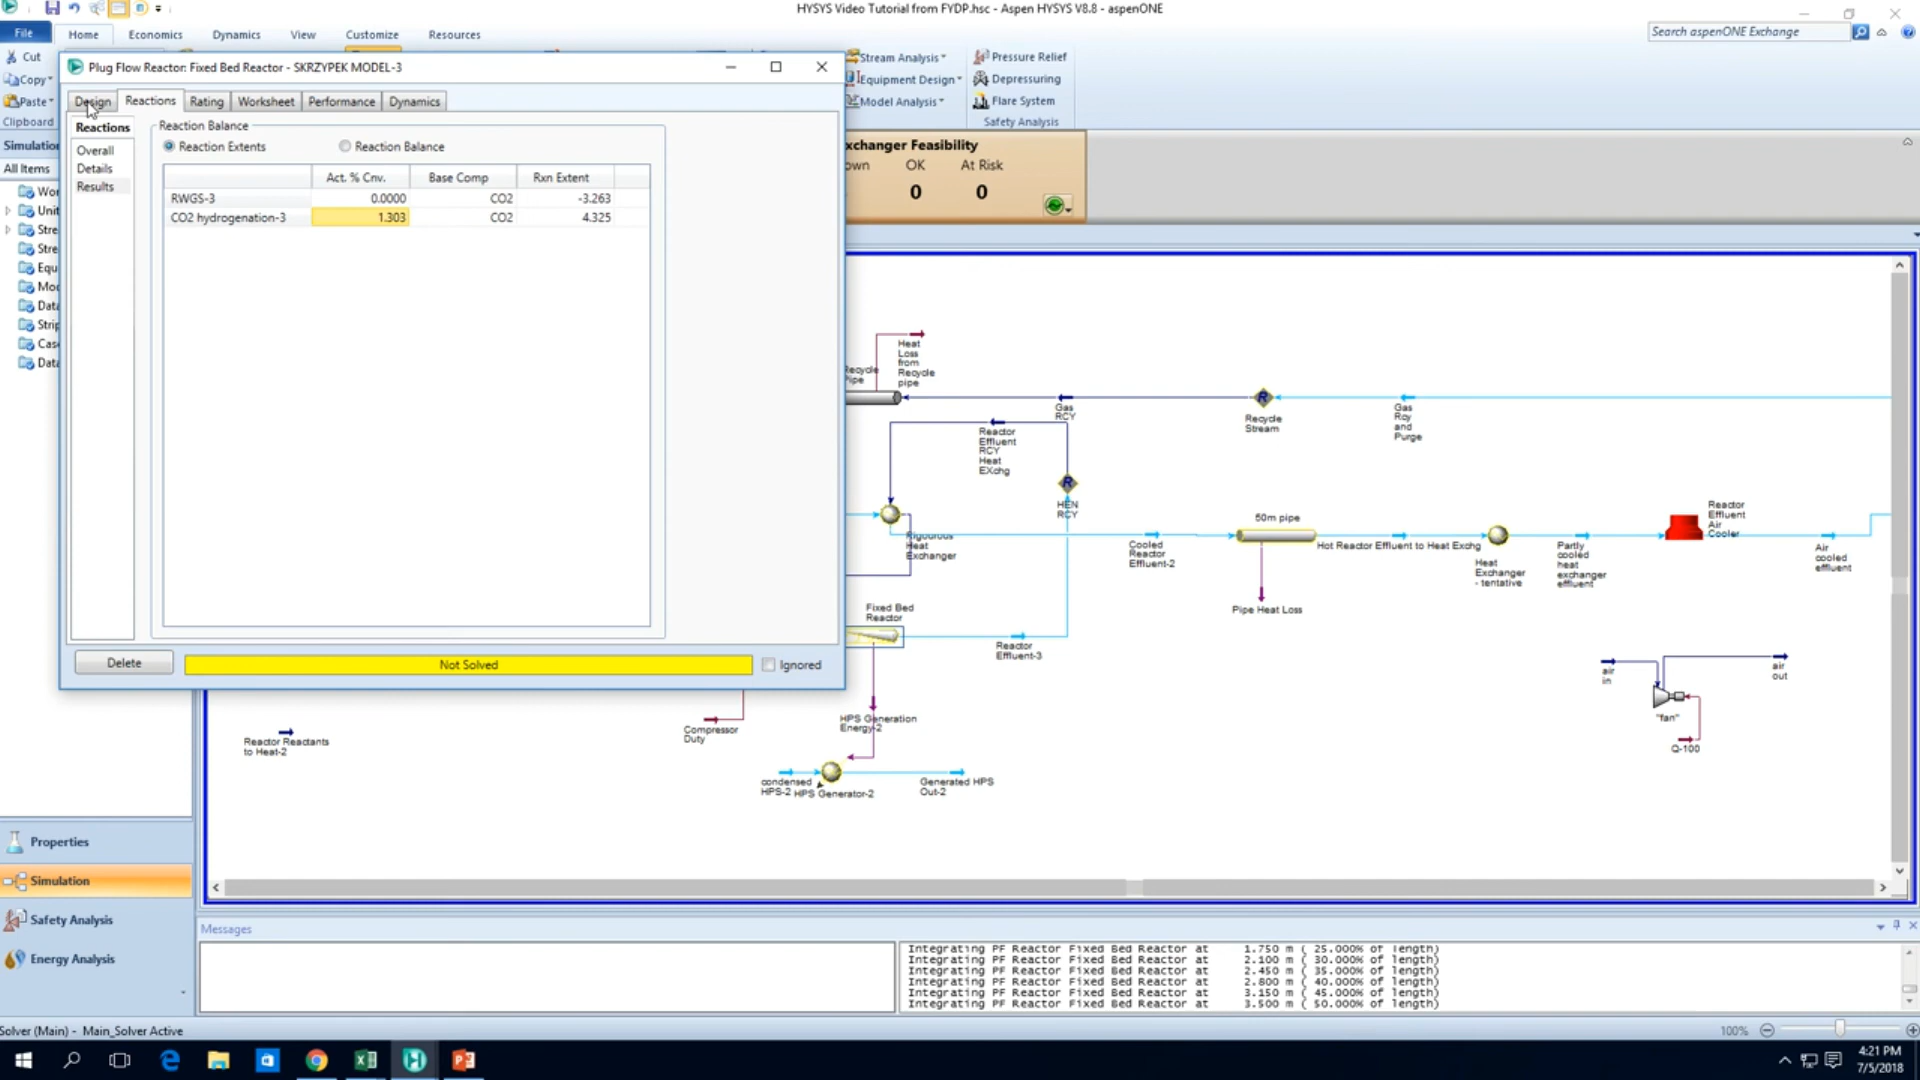 HYSYS Video Tutorial from FYDP.hsc - Aspen HYSYS V8.8 - aspenONE
File Home Economics Dynamics View Customize Resources
Search aspenONE Exchange
Cut
Copy
Paste
Clipboard
Stream Analysis
Equipment Design
Model Analysis
Pressure Relief
Depressuring
Flare System
Safety Analysis
Simulation
All Items
Plug Flow Reactor: Fixed Bed Reactor - SKRZYPEK MODEL-3
Design Reactions Rating Worksheet Performance Dynamics
Reactions
Overall
Details
Results
Reaction Balance
Reaction Extents Reaction Balance
Act. % Cnv. Base Comp Rxn Extent
RWGS-3 0.0000 CO2 -3.263
CO2 hydrogenation-3 1.303 CO2 4.325
Delete
Not Solved
Ignored
xchanger Feasibility
own OK At Risk
0 0
Heat
Loss
from
Recycle
pipe
Recycle
Pipe
Gas
RCY
Recycle
Stream
Gas
Rcy
and
Purge
Reactor
Effluent
RCY
Heat
EXchg
HEN
RCY
Rigourous
Heat
Exchanger
Cooled
Reactor
Effluent-2
50m pipe
Hot Reactor Effluent to Heat Exchg
Pipe Heat Loss
Heat
Exchanger
- tentative
Partly
cooled
heat
exchanger
effluent
Reactor
Effluent
Air
Cooler
Air
cooled
effluent
Fixed Bed
Reactor
Reactor
Effluent-3
air
in
air
out
"fan"
Q-100
HPS Generation
Energy-2
Compressor
Duty
Reactor Reactants
to Heat-2
condensed
HPS-2
HPS Generator-2
Generated HPS
Out-2
Properties
Simulation
Safety Analysis
Energy Analysis
Messages
Integrating PF Reactor Fixed Bed Reactor at 1.750 m ( 25.000% of length)
Integrating PF Reactor Fixed Bed Reactor at 2.100 m ( 30.000% of length)
Integrating PF Reactor Fixed Bed Reactor at 2.450 m ( 35.000% of length)
Integrating PF Reactor Fixed Bed Reactor at 2.800 m ( 40.000% of length)
Integrating PF Reactor Fixed Bed Reactor at 3.150 m ( 45.000% of length)
Integrating PF Reactor Fixed Bed Reactor at 3.500 m ( 50.000% of length)
Solver (Main) - Main_Solver Active
100%
4:21 PM
7/5/2018